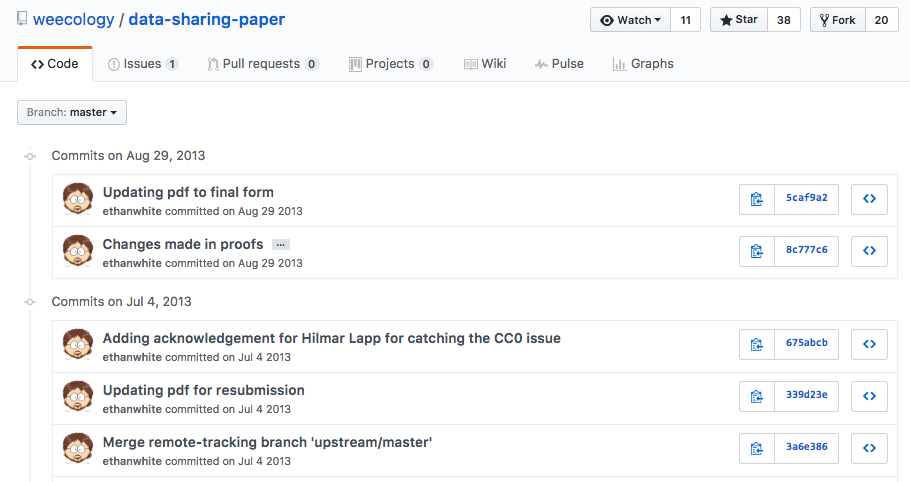 weecology / data-sharing-paper
Watch 11 Star 38 Fork 20
Code Issues 1 Pull requests 0 Projects 0 Wiki Pulse Graphs
Branch: master
Commits on Aug 29, 2013
Updating pdf to final form
ethanwhite committed on Aug 29 2013
5caf9a2
Changes made in proofs …
ethanwhite committed on Aug 29 2013
8c777c6
Commits on Jul 4, 2013
Adding acknowledgement for Hilmar Lapp for catching the CC0 issue
ethanwhite committed on Jul 4 2013
675abcb
Updating pdf for resubmission
ethanwhite committed on Jul 4 2013
339d23e
Merge remote-tracking branch 'upstream/master'
ethanwhite committed on Jul 4 2013
3a6e386